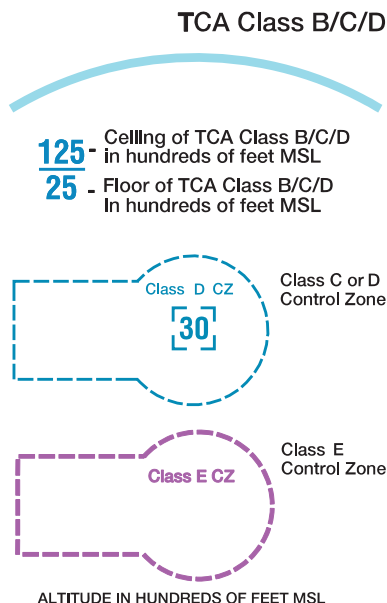 TCA Class B/C/D
125 - Ceiling of TCA Class B/C/D
in hundreds of feet MSL
25 - Floor of TCA Class B/C/D
In hundreds of feet MSL
Class D CZ
[30]
Class C or D
Control Zone
Class E CZ
Class E
Control Zone
ALTITUDE IN HUNDREDS OF FEET MSL